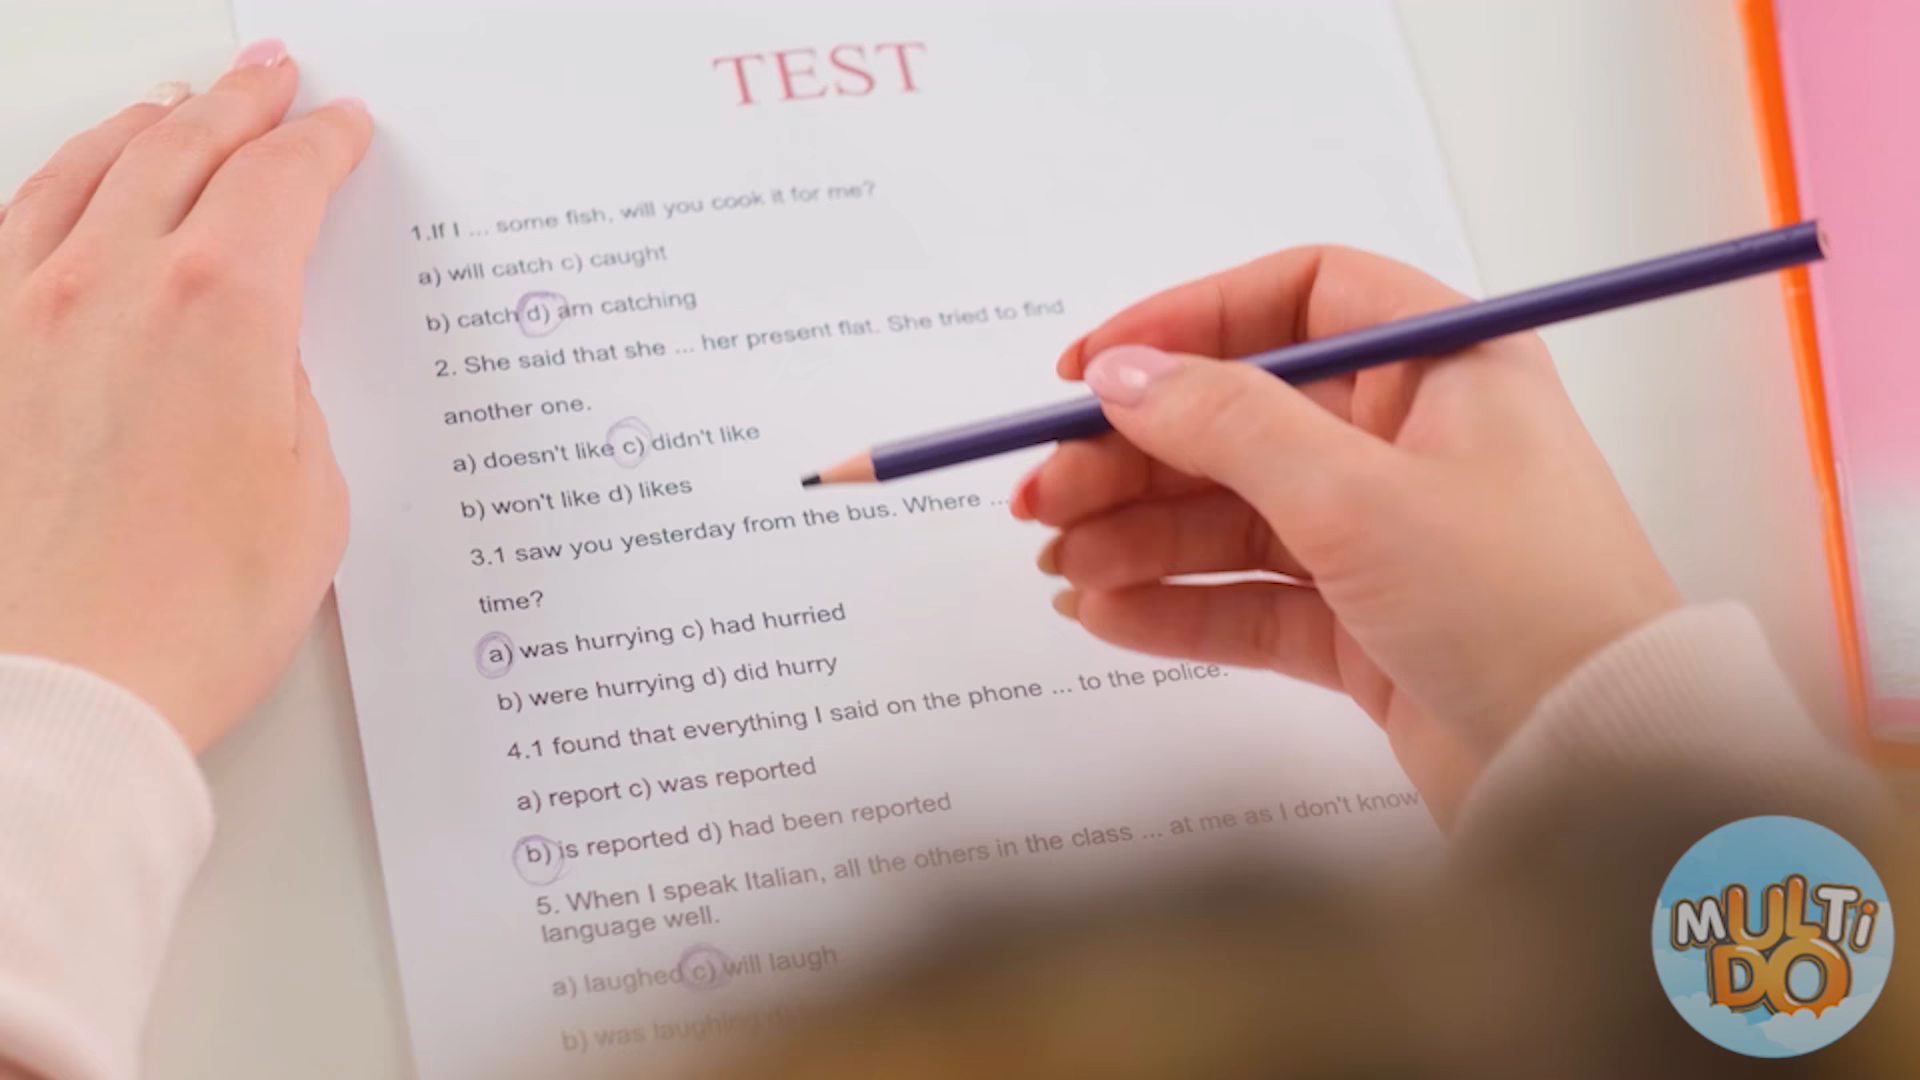 TEST
1.If I ... some fish, will you cook it for me?
a) will catch c) caught
b) catch d) am catching
2. She said that she ... her present flat. She tried to find
another one.
a) doesn't like c) didn't like
b) won't like d) likes
3.1 saw you yesterday from the bus. Where ...
time?
a) was hurrying c) had hurried
b) were hurrying d) did hurry
4.1 found that everything I said on the phone ... to the police.
a) report c) was reported
b) is reported d) had been reported
5. When I speak Italian, all the others in the class ... at me as I don't know
language well.
a) laughed c) will laugh
b) was laughing d)
MULTi
DO